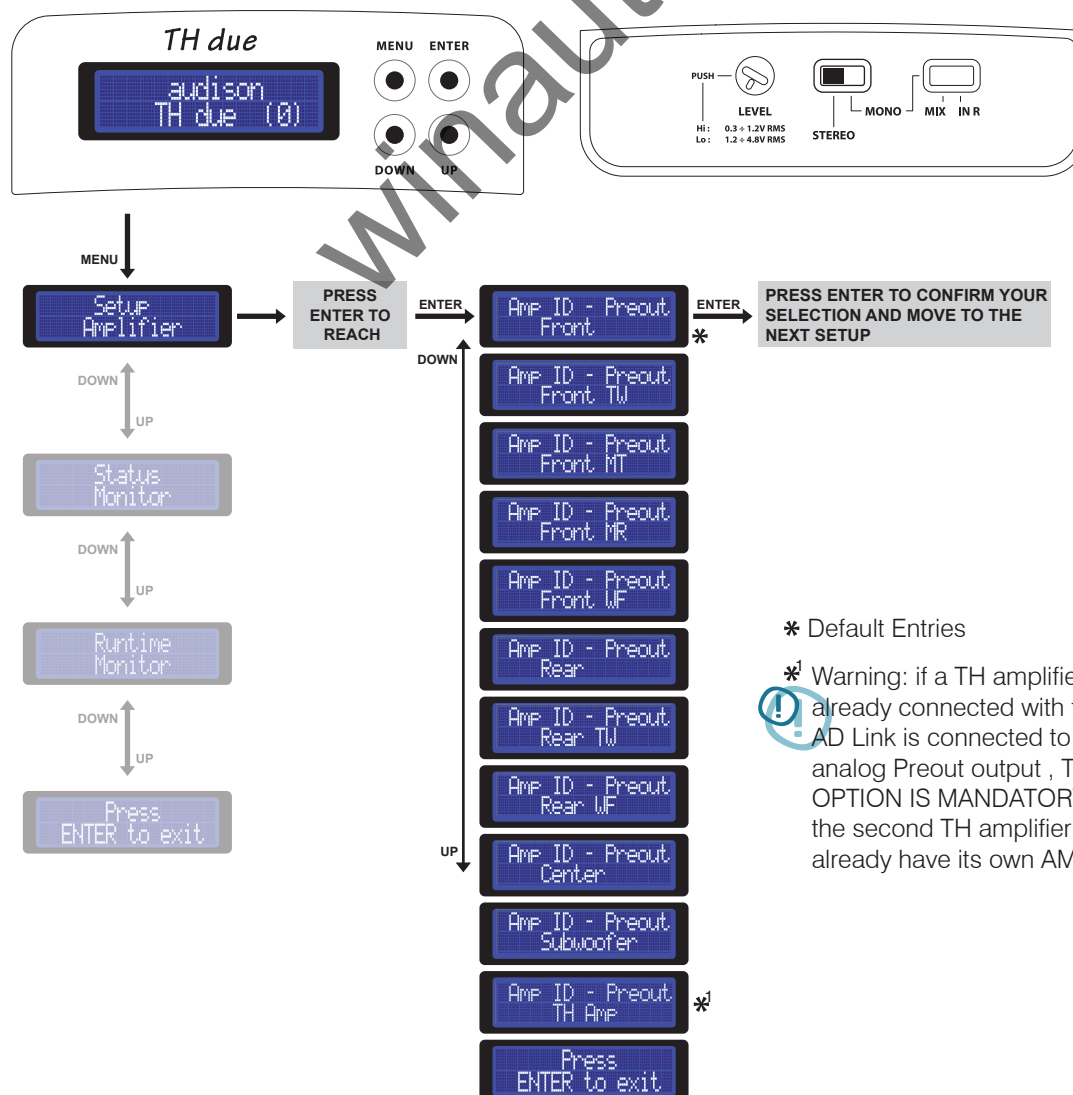 TH due
audison
TH due (0)
MENU ENTER
DOWN UP
PUSH
LEVEL
Hi : 0.3 ÷ 1.2V RMS
Lo : 1.2 ÷ 4.8V RMS
STEREO
MONO
MIX IN R
MENU
Setup
Amplifier
PRESS
ENTER TO
REACH
ENTER
Amp ID - Preout
Front
*
ENTER
PRESS ENTER TO CONFIRM YOUR
SELECTION AND MOVE TO THE
NEXT SETUP
DOWN
UP
Status
Monitor
DOWN
UP
Runtime
Monitor
DOWN
UP
Press
ENTER to exit
DOWN
Amp ID - Preout
Front TW
Amp ID - Preout
Front MT
Amp ID - Preout
Front MR
Amp ID - Preout
Front WF
Amp ID - Preout
Rear
Amp ID - Preout
Rear TW
Amp ID - Preout
Rear WF
UP
Amp ID - Preout
Center
Amp ID - Preout
Subwoofer
Amp ID - Preout
TH Amp
*1
Press
ENTER to exit
* Default Entries
*1 Warning: if a TH amplifie
already connected with
AD Link is connected to
analog Preout output , T
OPTION IS MANDATOR
the second TH amplifier
already have its own AM
winaut